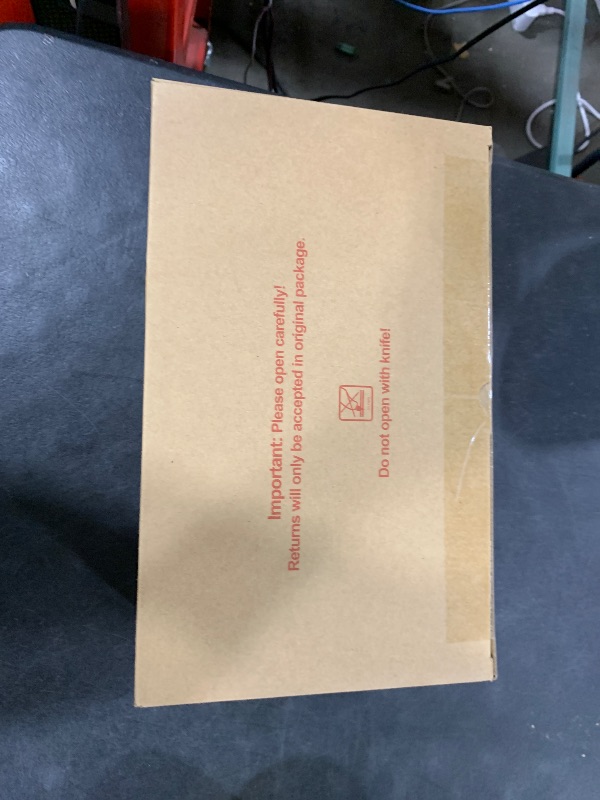 Important: Please open carefully!
Returns will only be accepted in original package.
Do not open with knife!